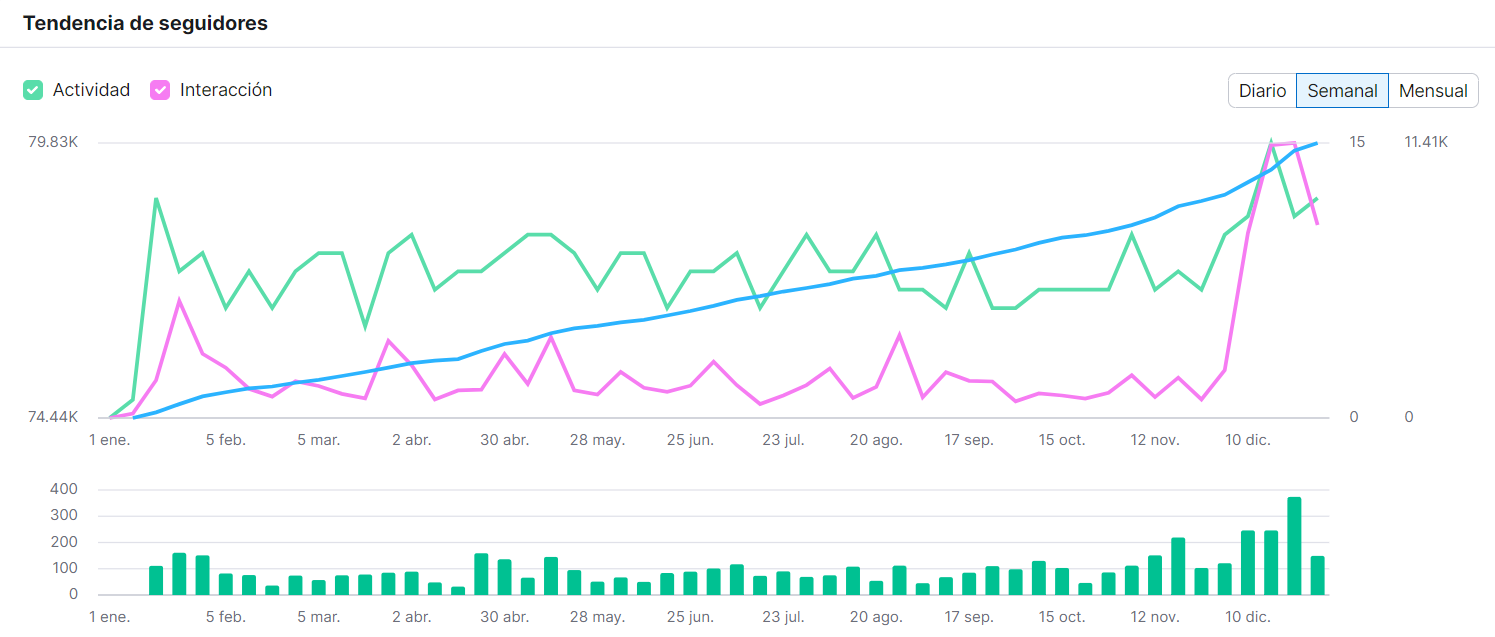 Tendencia de seguidores
Actividad Interacción Diario Semanal Mensual
79.83K 15 11.41K
74.44K 0 0
1 ene. 5 feb. 5 mar. 2 abr. 30 abr. 28 may. 25 jun. 23 jul. 20 ago. 17 sep. 15 oct. 12 nov. 10 dic.
400
300
200
100
0
1 ene. 5 feb. 5 mar. 2 abr. 30 abr. 28 may. 25 jun. 23 jul. 20 ago. 17 sep. 15 oct. 12 nov. 10 dic.